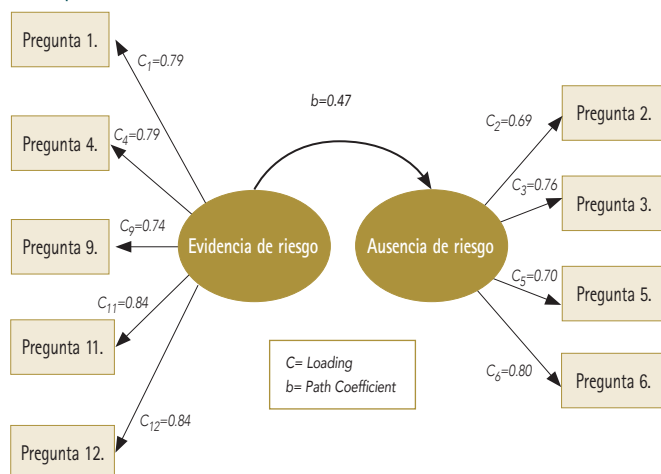 Pregunta 1.
C1=0.79
b=0.47
Pregunta 2.
C2=0.69
Pregunta 4.
C4=0.79
Pregunta 3.
C3=0.76
Pregunta 9.
C9=0.74
Evidencia de riesgo
Ausencia de riesgo
Pregunta 5.
C5=0.70
Pregunta 11.
C11=0.84
C= Loading
b= Path Coefficient
Pregunta 6.
C6=0.80
Pregunta 12.
C12=0.84